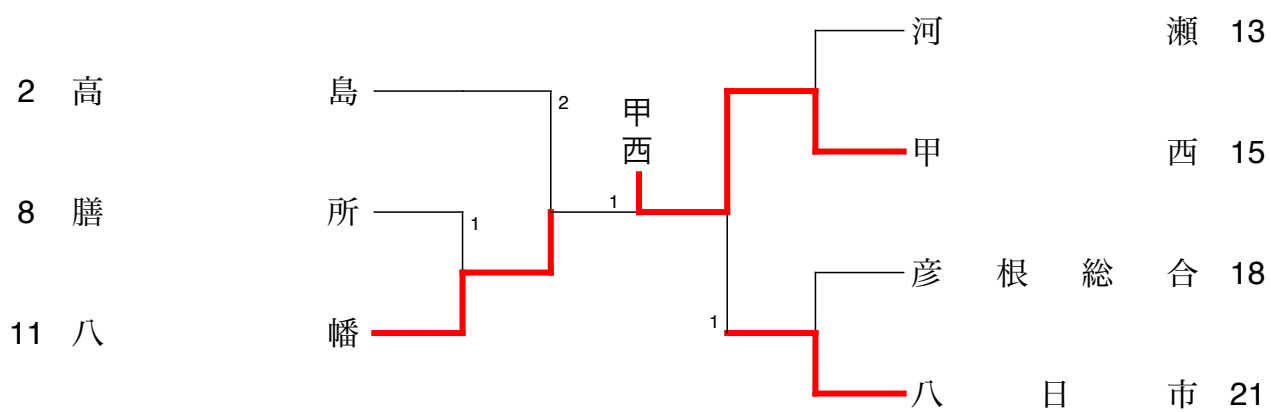 2 高島
2
8 膳所
1
11 八幡
1
甲西
河瀬 13
甲西 15
彦根総合 18
1
八日市 21